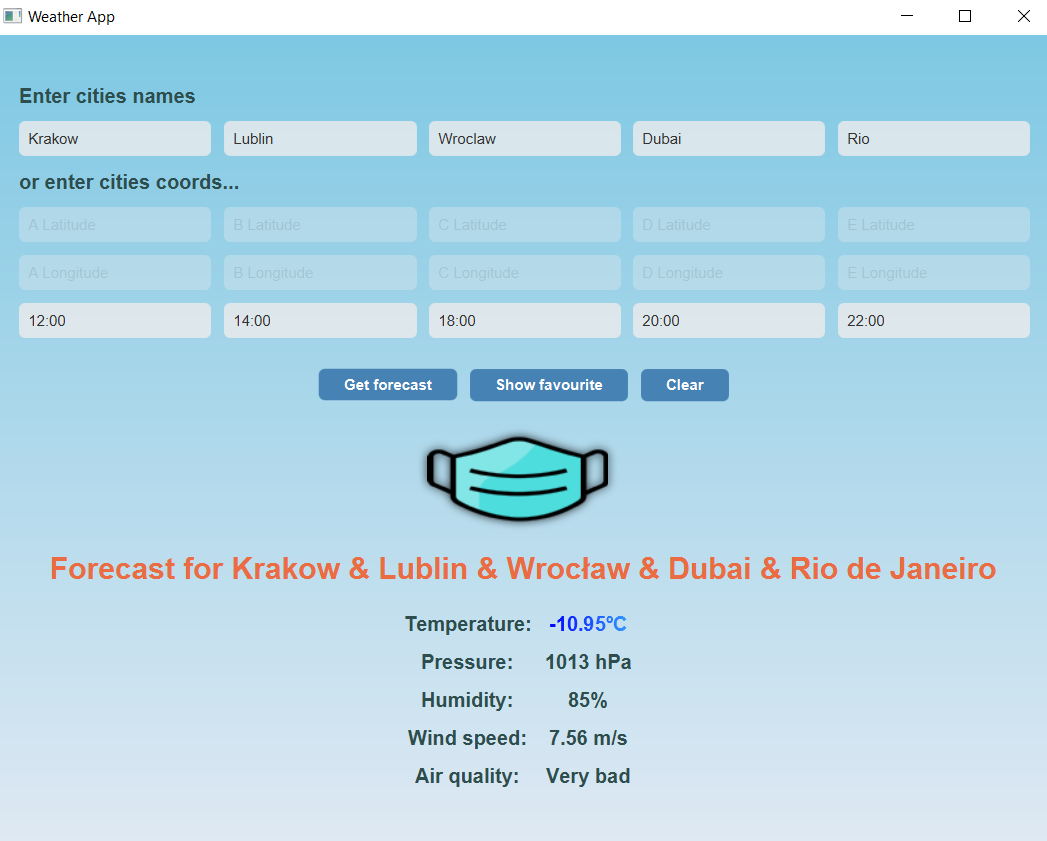 Weather App
Enter cities names
Krakow Lublin Wroclaw Dubai Rio
or enter cities coords...
A Latitude B Latitude C Latitude D Latitude E Latitude
A Longitude B Longitude C Longitude D Longitude E Longitude
12:00 14:00 18:00 20:00 22:00
Get forecast Show favourite Clear
Forecast for Krakow & Lublin & Wrocław & Dubai & Rio de Janeiro
Temperature: -10.95°C
Pressure: 1013 hPa
Humidity: 85%
Wind speed: 7.56 m/s
Air quality: Very bad